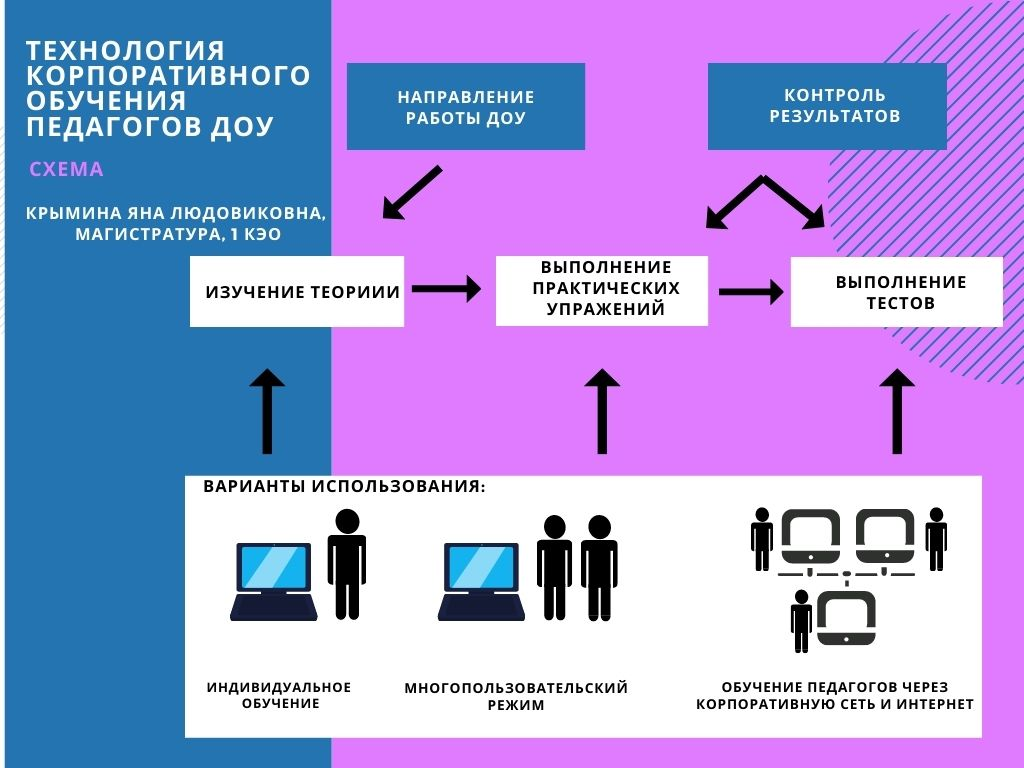 ТЕХНОЛОГИЯ
КОРПОРАТИВНОГО
ОБУЧЕНИЯ
ПЕДАГОГОВ ДОУ
СХЕМА
КРЫМИНА ЯНА ЛЮДОВИКОВНА,
МАГИСТРАТУРА, 1 КЭО
НАПРАВЛЕНИЕ
РАБОТЫ ДОУ
КОНТРОЛЬ
РЕЗУЛЬТАТОВ
ИЗУЧЕНИЕ ТЕОРИИИ
ВЫПОЛНЕНИЕ
ПРАКТИЧЕСКИХ
УПРАЖЕНИЙ
ВЫПОЛНЕНИЕ
ТЕСТОВ
ВАРИАНТЫ ИСПОЛЬЗОВАНИЯ:
ИНДИВИДУАЛЬНОЕ
ОБУЧЕНИЕ
МНОГОПОЛЬЗОВАТЕЛЬСКИЙ
РЕЖИМ
ОБУЧЕНИЕ ПЕДАГОГОВ ЧЕРЕЗ
КОРПОРАТИВНУЮ СЕТЬ И ИНТЕРНЕТ